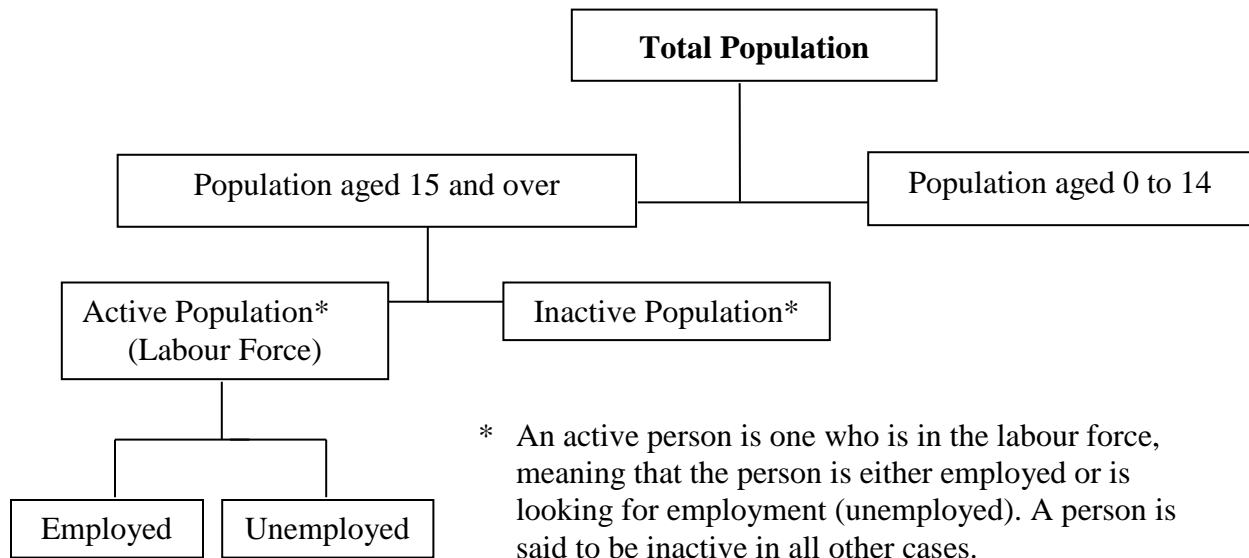 Total Population
Population aged 15 and over
Population aged 0 to 14
Active Population*
(Labour Force)
Inactive Population*
Employed
Unemployed
* An active person is one who is in the labour force,
meaning that the person is either employed or is
looking for employment (unemployed). A person is
said to be inactive in all other cases.